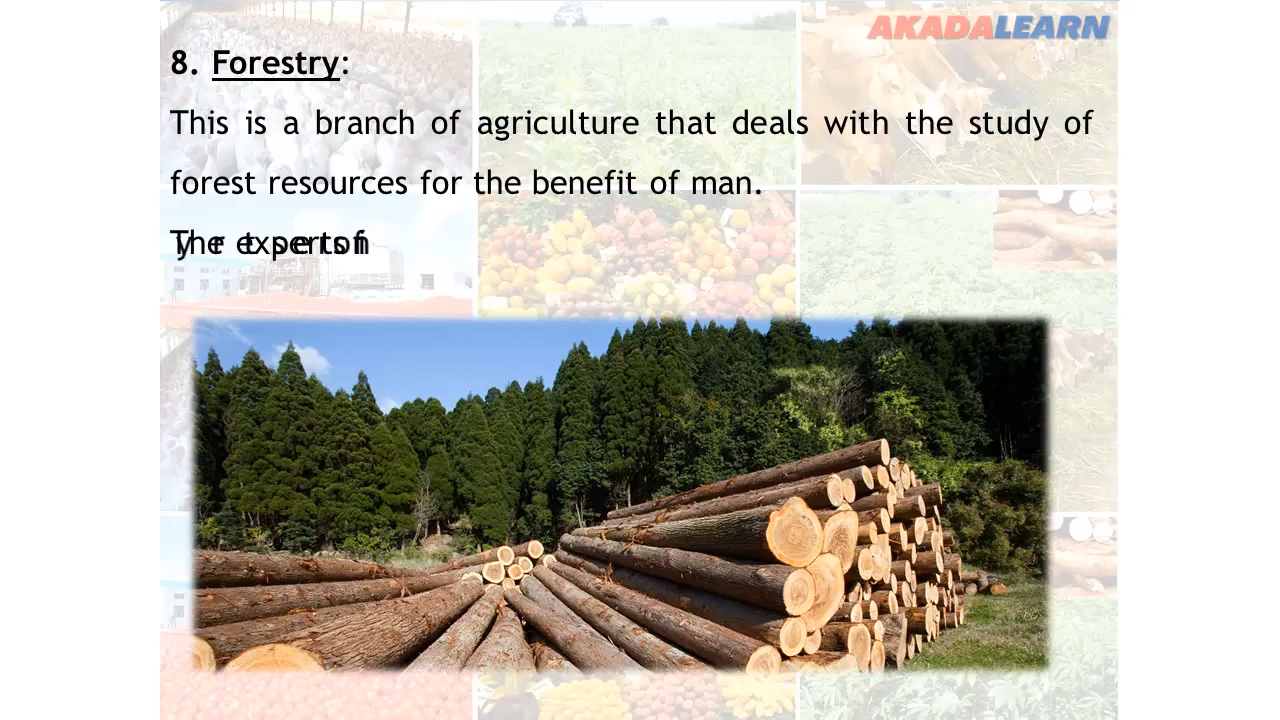 AKADALEARN
8. Forestry:
This is a branch of agriculture that deals with the study of
forest resources for the benefit of man.